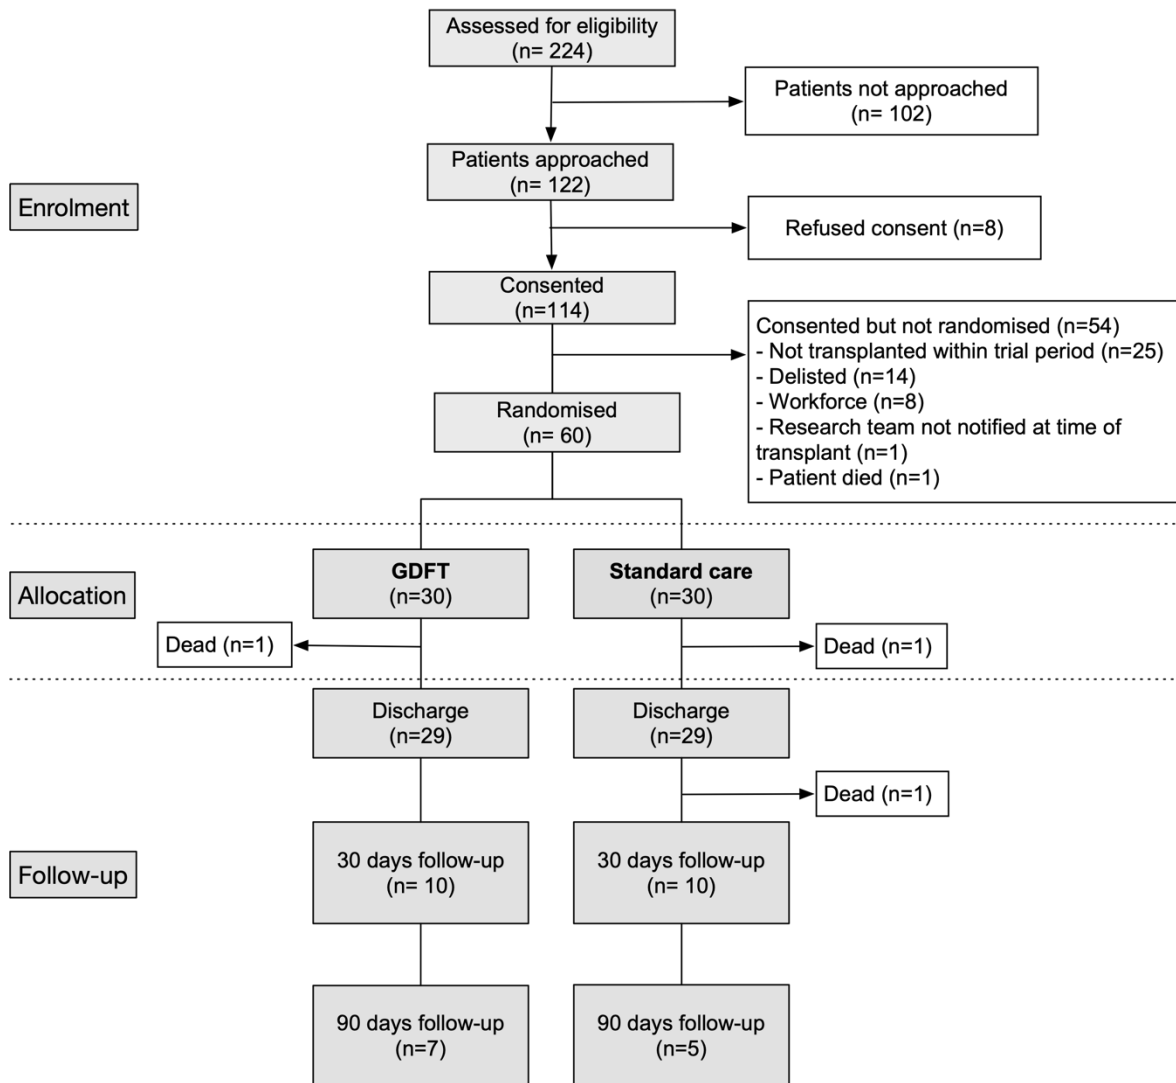 Assessed for eligibility
(n= 224)
Patients not approached
(n= 102)
Patients approached
(n= 122)
Enrolment
Refused consent (n=8)
Consented
(n=114)
Consented but not randomised (n=54)
- Not transplanted within trial period (n=25)
- Delisted (n=14)
- Workforce (n=8)
- Research team not notified at time of
transplant (n=1)
- Patient died (n=1)
Randomised
(n= 60)
Allocation
GDFT
(n=30)
Standard care
(n=30)
Dead (n=1)
Dead (n=1)
Discharge
(n=29)
Discharge
(n=29)
Dead (n=1)
Follow-up
30 days follow-up
(n= 10)
30 days follow-up
(n= 10)
90 days follow-up
(n=7)
90 days follow-up
(n=5)